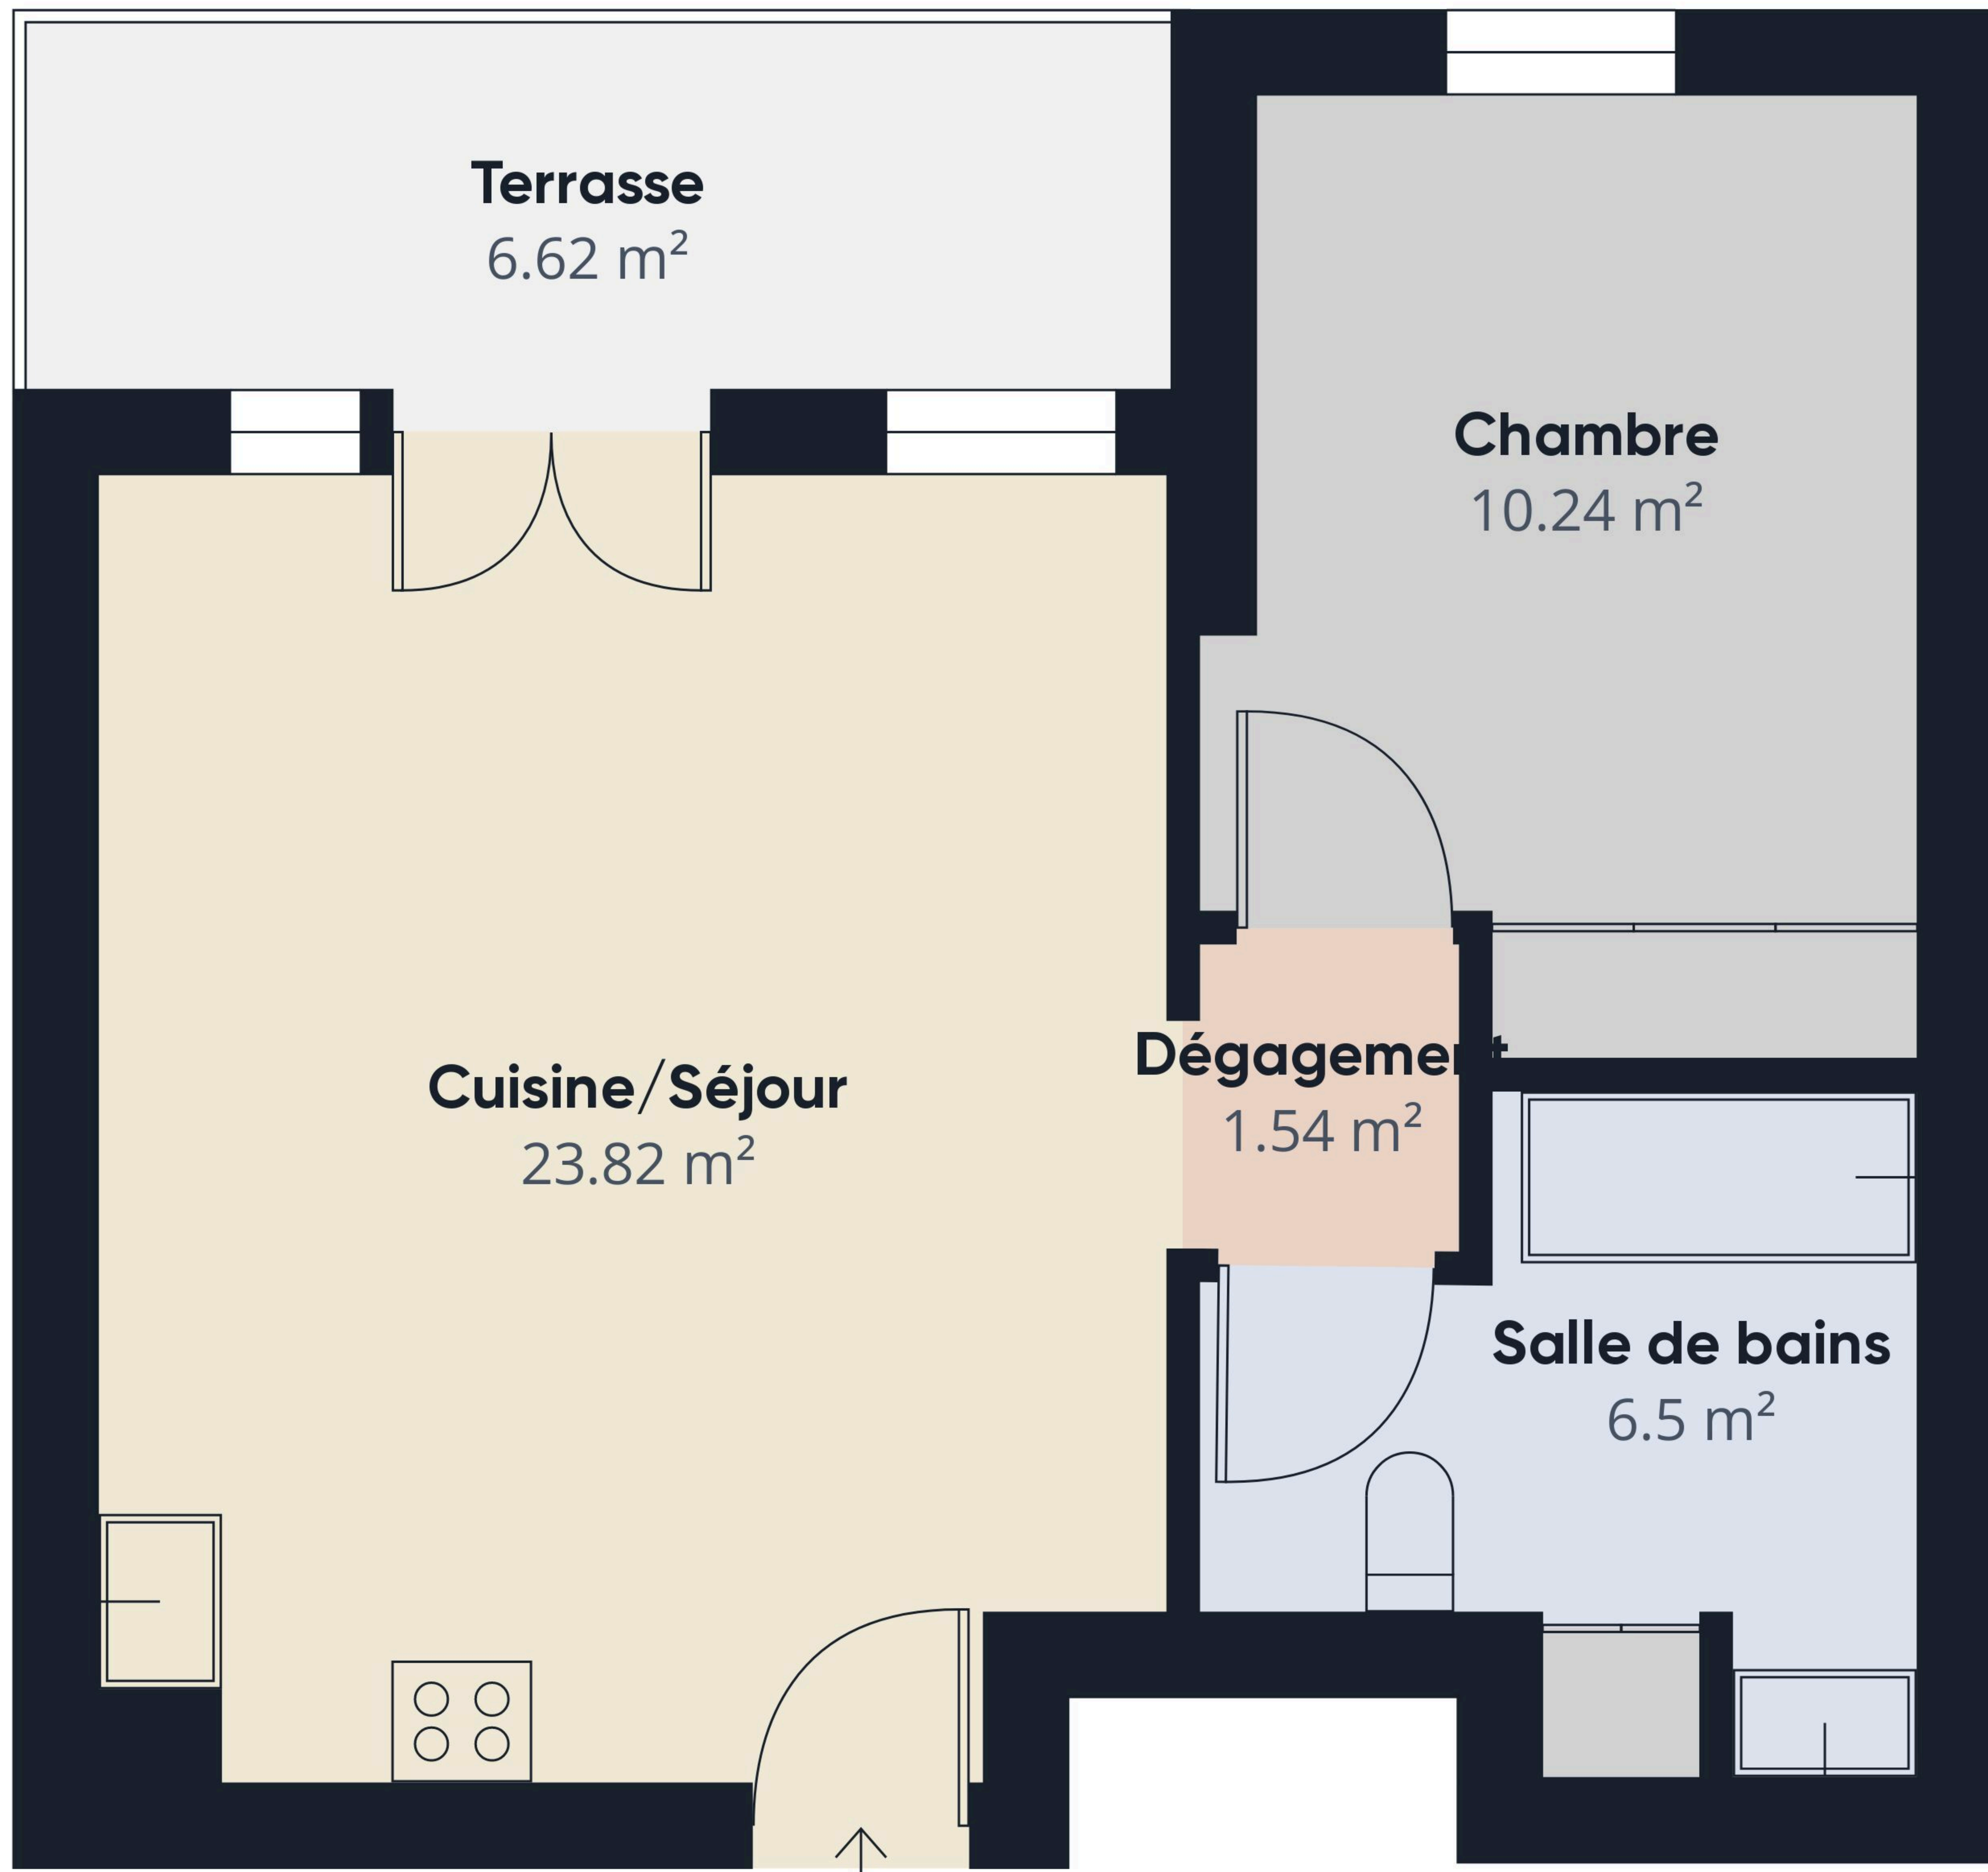 Terrasse
6.62 m²
Chambre
10.24 m²
Cuisine/Séjour
23.82 m²
Dégagement
1.54 m²
Salle de bains
6.5 m²